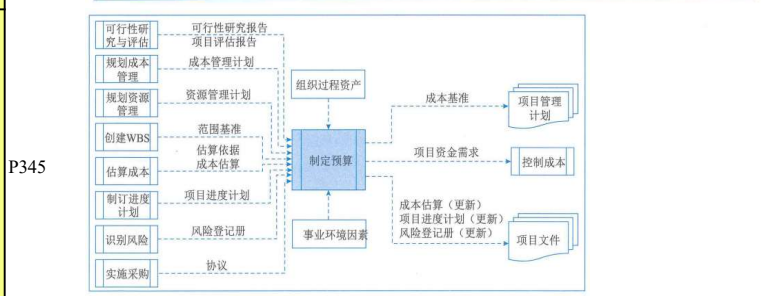 P345
可行性研
究与评估
可行性研究报告
项目评估报告
规划成本
管理
成本管理计划
规划资源
管理
资源管理计划
创建WBS
范围基准
估算成本
估算依据
成本估算
制订进度
计划
项目进度计划
识别风险
风险登记册
实施采购
协议
组织过程资产
制定预算
事业环境因素
成本基准
项目管理
计划
项目资金需求
控制成本
成本估算（更新）
项目进度计划（更新）
风险登记册（更新）
项目文件